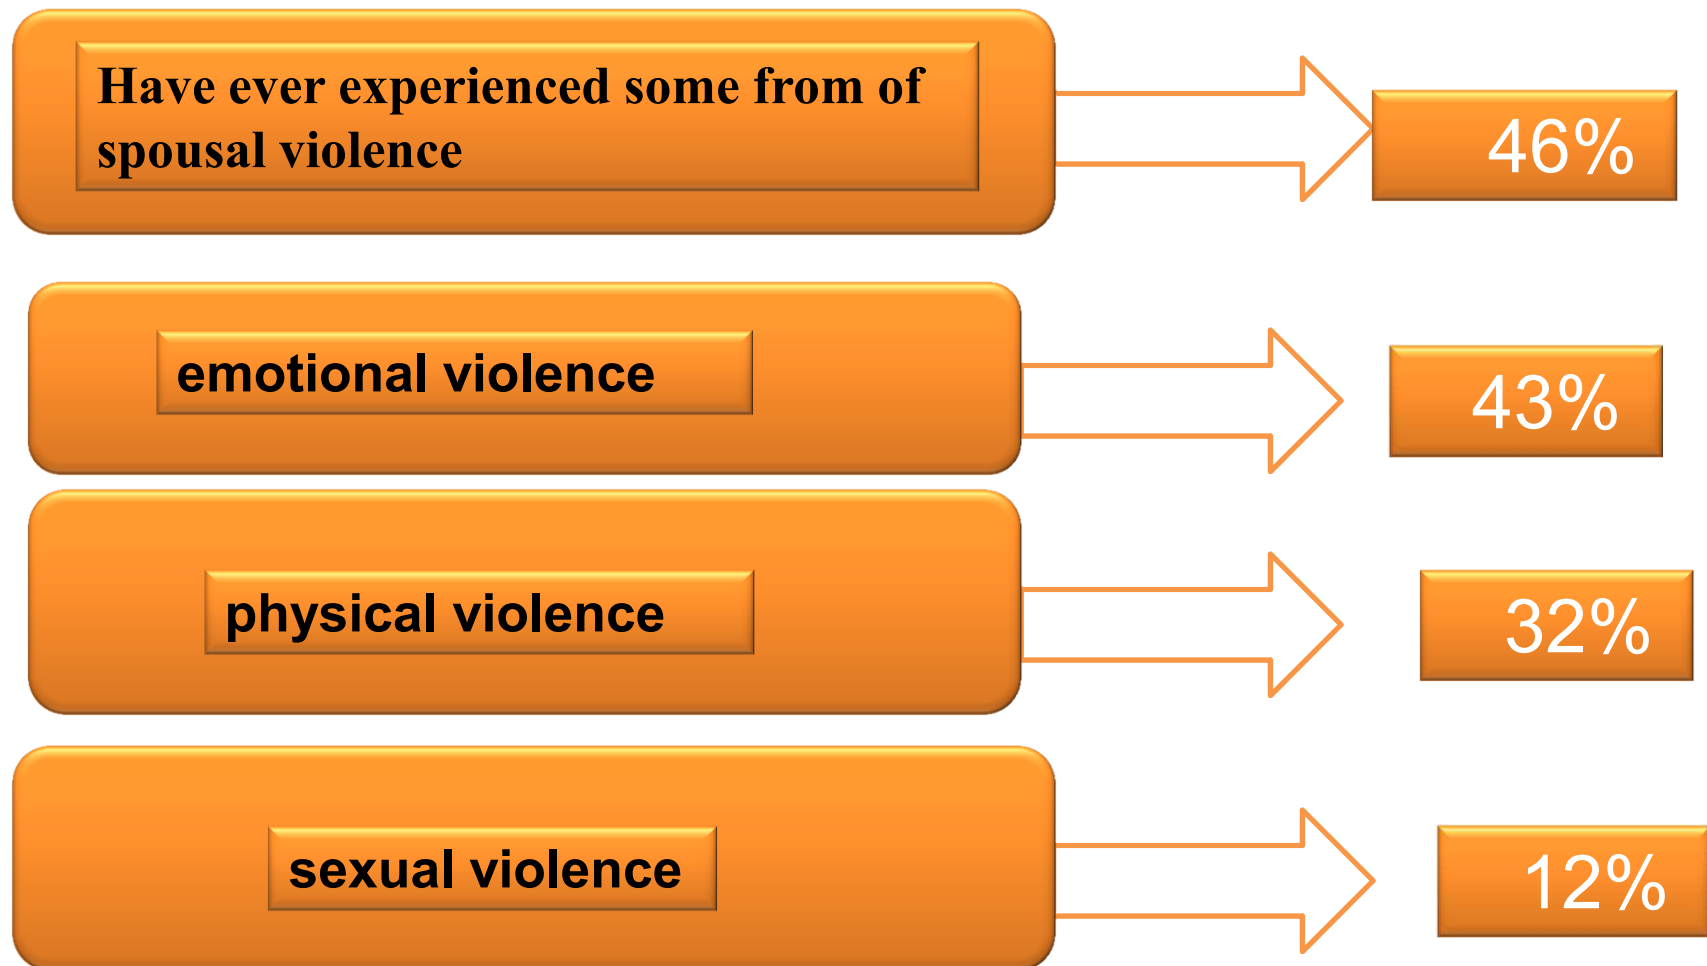 Have ever experienced some from of
spousal violence
46%
emotional violence
43%
physical violence
32%
sexual violence
12%